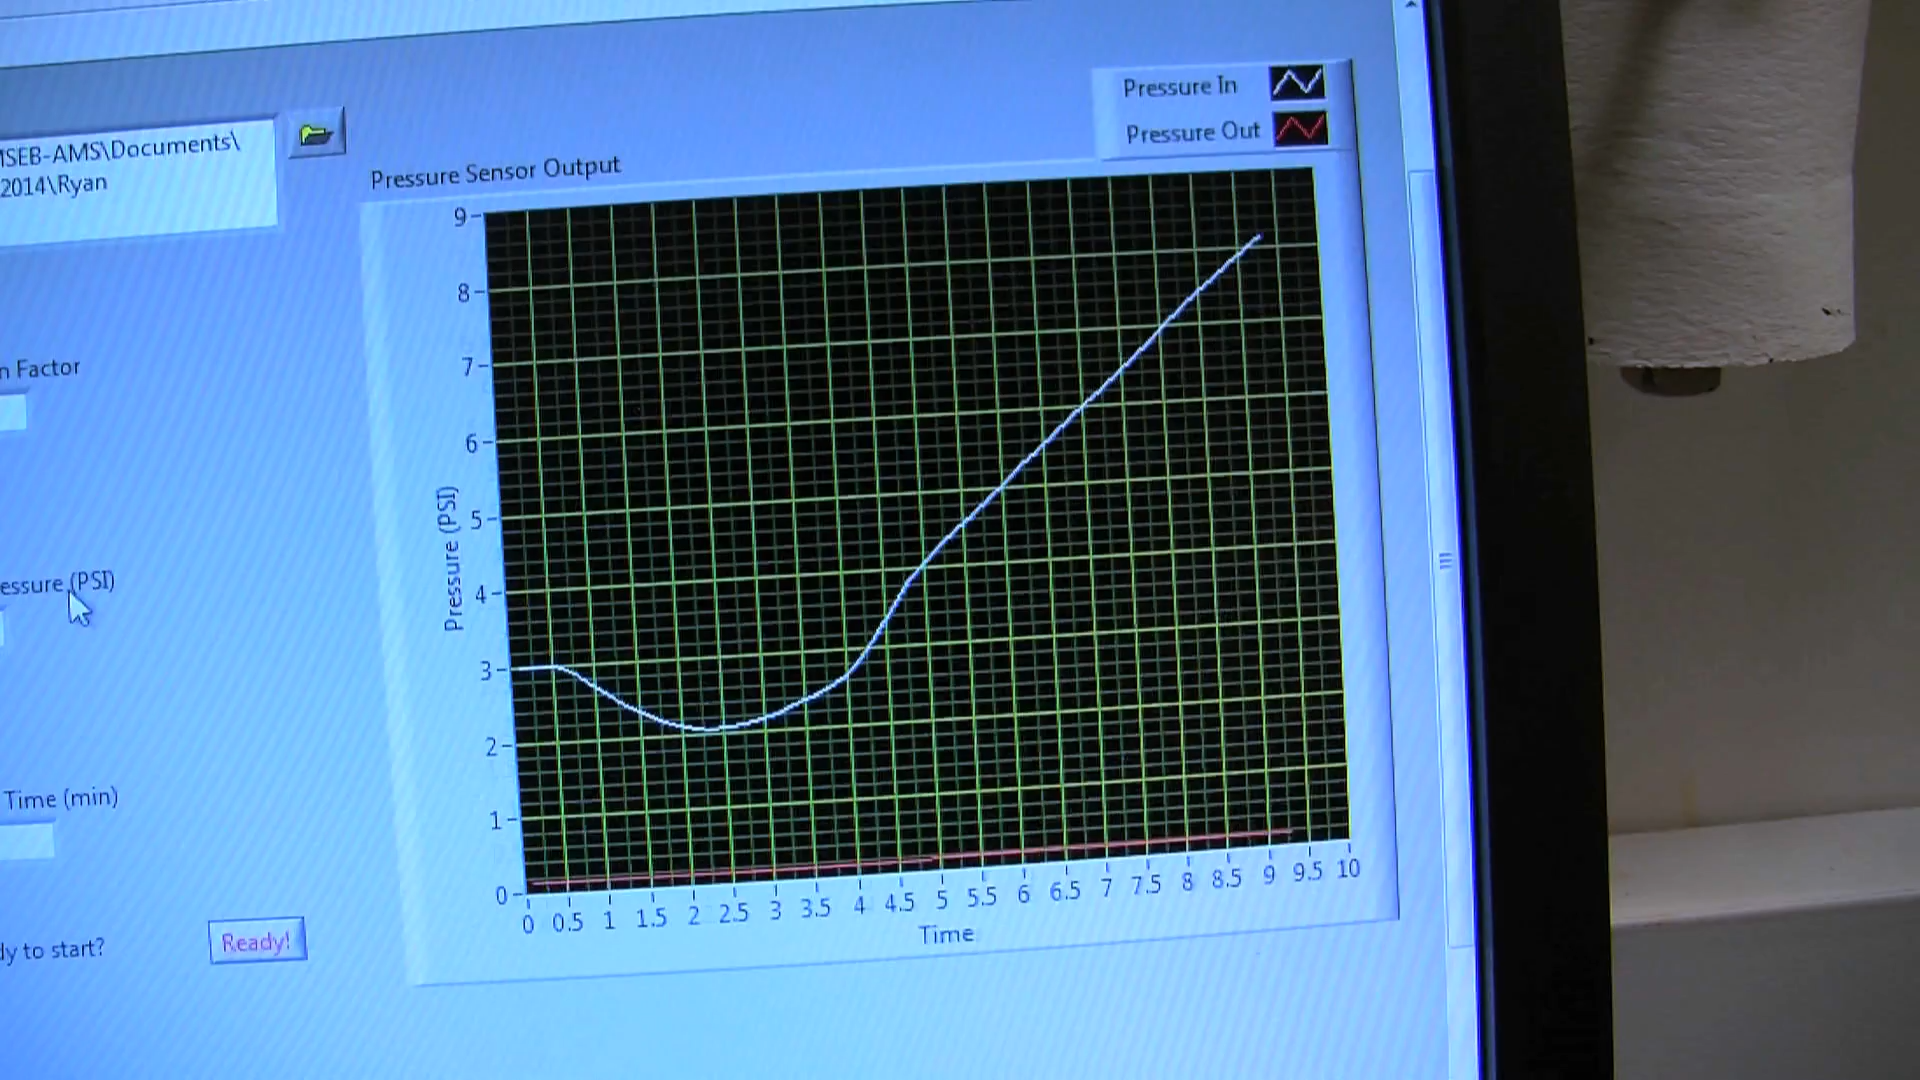 MSEB-AMS\Documents\
2014\Ryan
Pressure In
Pressure Out
Pressure Sensor Output
9
8
7
6
5
4
3
2
1
0
Pressure (PSI)
0 0.5 1 1.5 2 2.5 3 3.5 4 4.5 5 5.5 6 6.5 7 7.5 8 8.5 9 9.5 10
Time
n Factor
essure (PSI)
Time (min)
dy to start?
Ready!